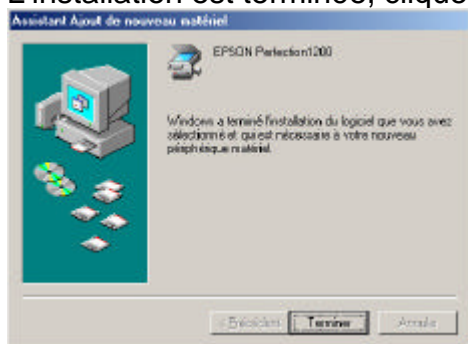 L'installation est terminée, clique
Assistant Ajout de nouveau matériel
EPSON Perfection1200
Windows a terminé l'installation du logiciel que vous avez
sélectionné et qui est nécessaire à votre nouveau
périphérique matériel.
< Précédent Terminer Annuler